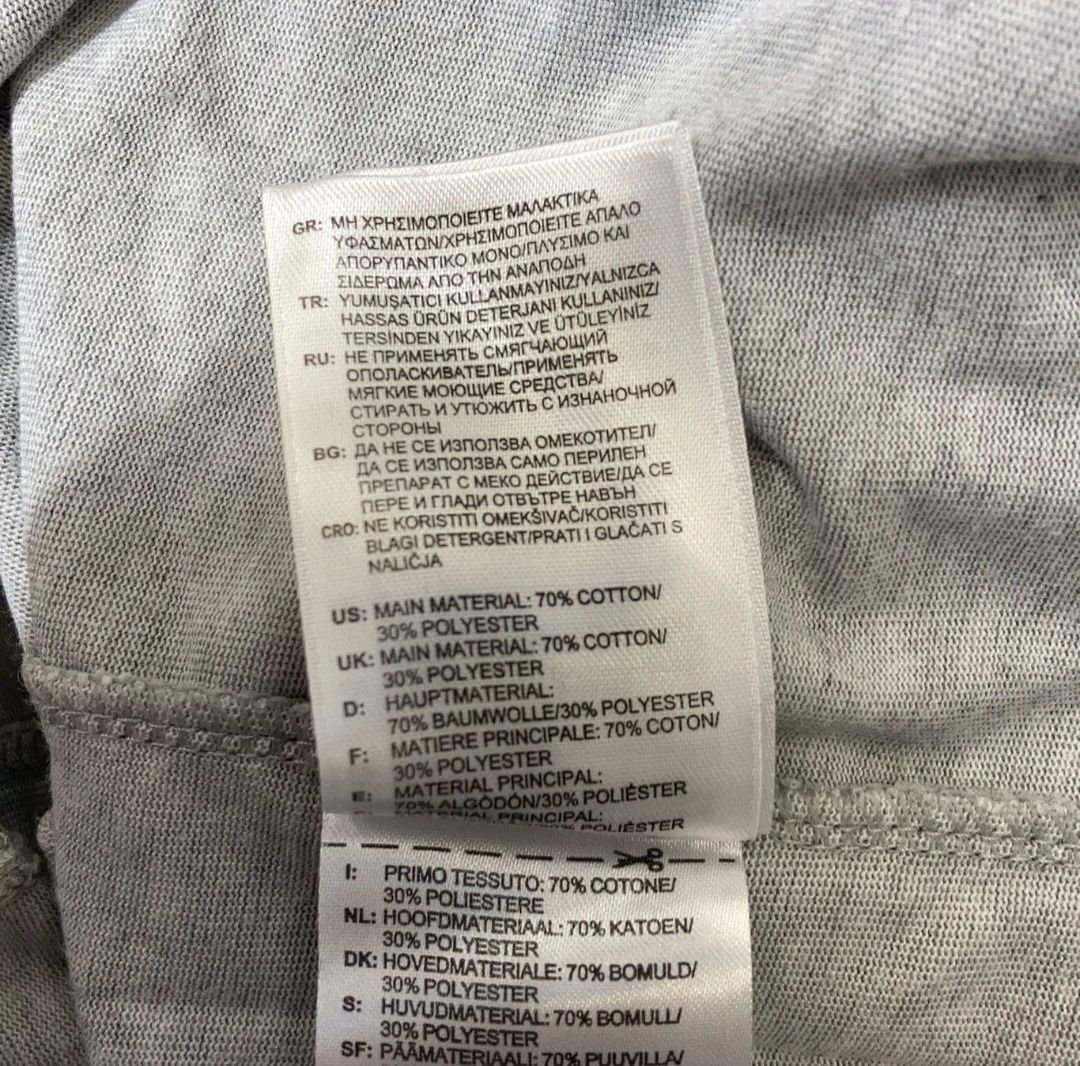 GR: ΜΗ ΧΡΗΣΙΜΟΠΟΙΕΙΤΕ ΜΑΛΑΚΤΙΚΑ
ΥΦΑΣΜΑΤΩΝ/ΧΡΗΣΙΜΟΠΟΙΕΙΤΕ ΑΠΑΛΟ
ΑΠΟΡΥΠΑΝΤΙΚΟ ΜΟΝΟ/ΠΛΥΣΙΜΟ ΚΑΙ
ΣΙΔΕΡΩΜΑ ΑΠΟ ΤΗΝ ΑΝΑΠΟΔΗ
TR: YUMUŞATICI KULLANMAYINIZ/YALNIZCA
HASSAS ÜRÜN DETERJANI KULLANINIZ/
TERSINDEN YIKAYINIZ VE ÜTÜLEYİNİZ
RU: НЕ ПРИМЕНЯТЬ СМЯГЧАЮЩИЙ
ОПОЛАСКИВАТЕЛЬ/ПРИМЕНЯТЬ
МЯГКИЕ МОЮЩИЕ СРЕДСТВА/
СТИРАТЬ И УТЮЖИТЬ С ИЗНАНОЧНОЙ
СТОРОНЫ
BG: ДА НЕ СЕ ИЗПОЛЗВА ОМЕКОТИТЕЛ/
ДА СЕ ИЗПОЛЗВА САМО ПЕРИЛЕН
ПРЕПАРАТ С МЕКО ДЕЙСТВИЕ/ДА СЕ
ПЕРЕ И ГЛАДИ ОТВЪТРЕ НАВЪН
CRO: NE KORISTITI OMEKŠIVAČ/KORISTITI
BLAGI DETERGENT/PRATI I GLAČATI S
NALIČJA
US: MAIN MATERIAL: 70% COTTON/
30% POLYESTER
UK: MAIN MATERIAL: 70% COTTON/
30% POLYESTER
D: HAUPTMATERIAL:
70% BAUMWOLLE/30% POLYESTER
F: MATIERE PRINCIPALE: 70% COTON/
30% POLYESTER
E: MATERIAL PRINCIPAL:
70% ALGODÓN/30% POLIÉSTER
MATERIAL PRINCIPAL:
POLIÉSTER
I: PRIMO TESSUTO: 70% COTONE/
30% POLIESTERE
NL: HOOFDMATERIAAL: 70% KATOEN/
30% POLYESTER
DK: HOVEDMATERIALE: 70% BOMULD/
30% POLYESTER
S: HUVUDMATERIAL: 70% BOMULL/
30% POLYESTER
SF: PÄÄMATERIAALI: 70% PUUVILLA/